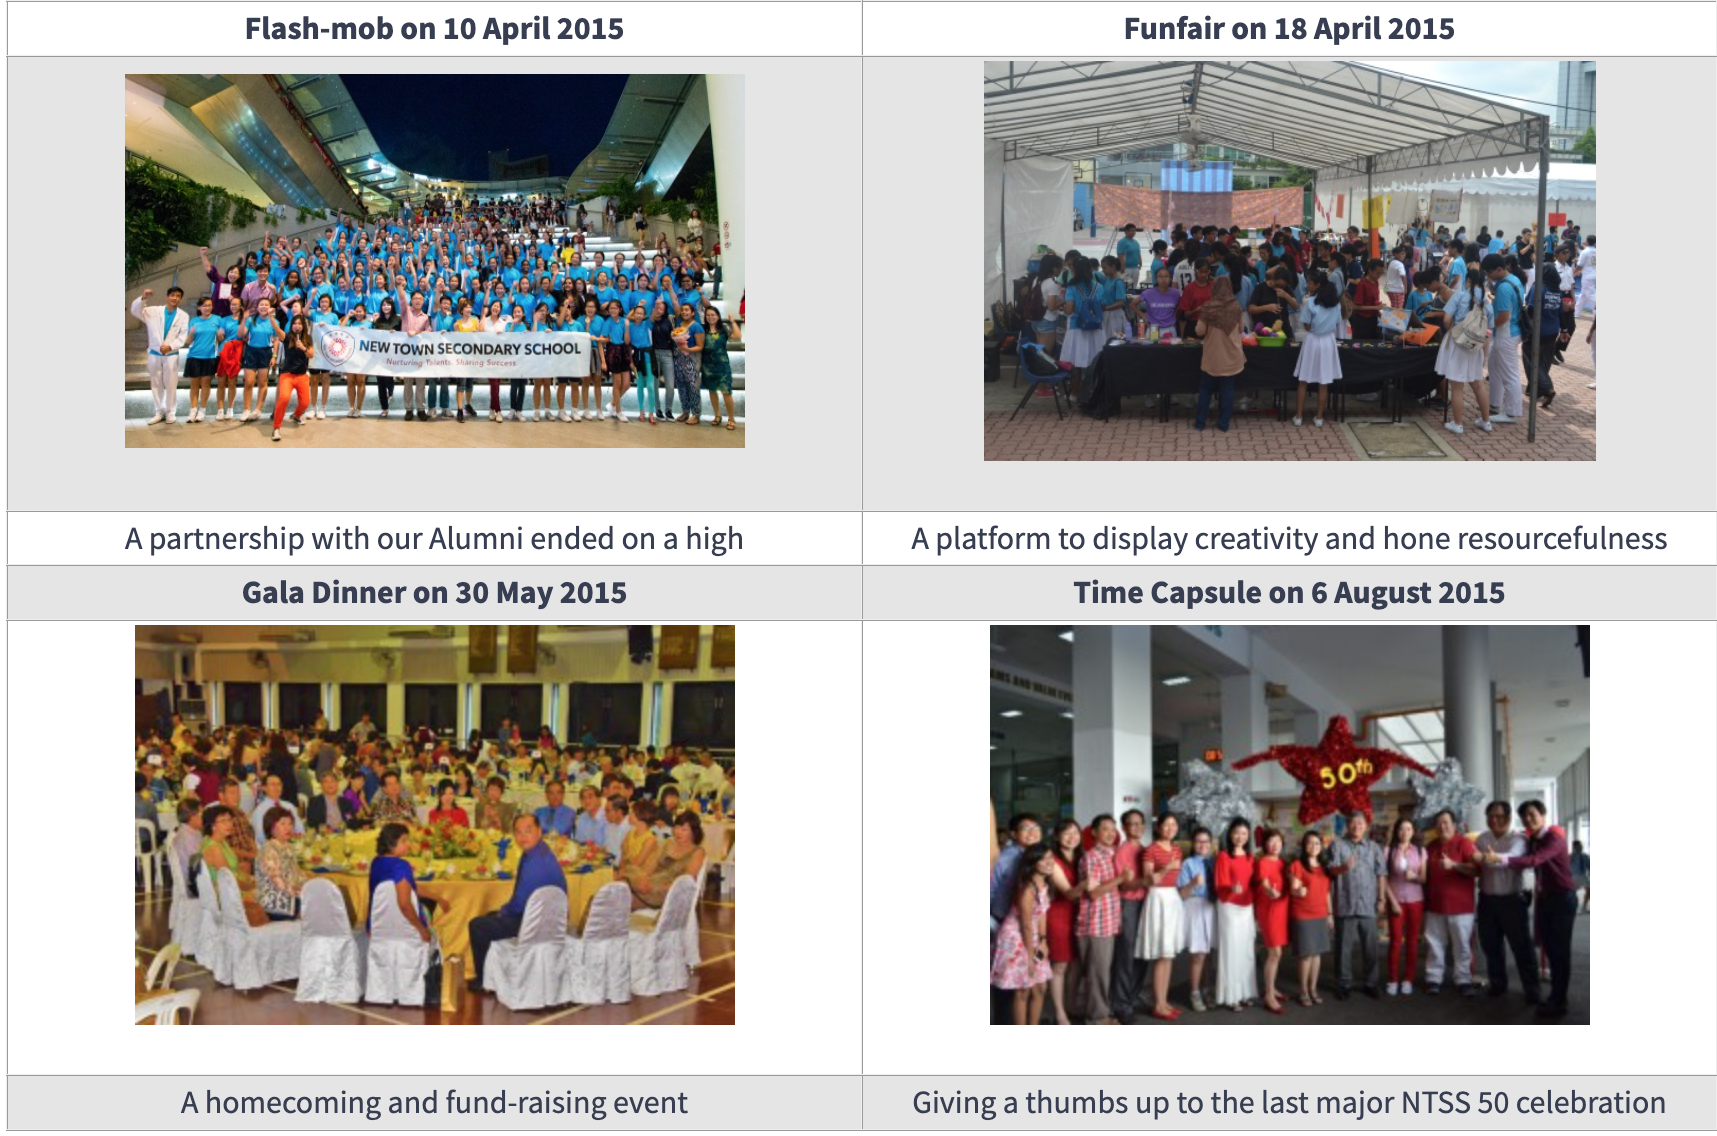 Flash-mob on 10 April 2015
Funfair on 18 April 2015
NEW TOWN SECONDARY SCHOOL
Nurturing Talents. Sharing Success
A partnership with our Alumni ended on a high
A platform to display creativity and hone resourcefulness
Gala Dinner on 30 May 2015
Time Capsule on 6 August 2015
50th
A homecoming and fund-raising event
Giving a thumbs up to the last major NTSS 50 celebration